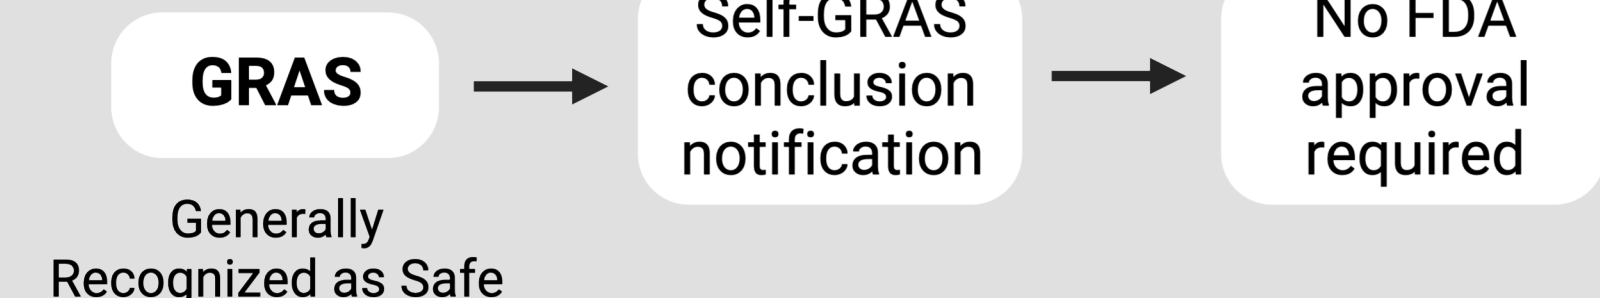 GRAS
Generally
Recognized as Safe
Self-GRAS
conclusion
notification
No FDA
approval
required